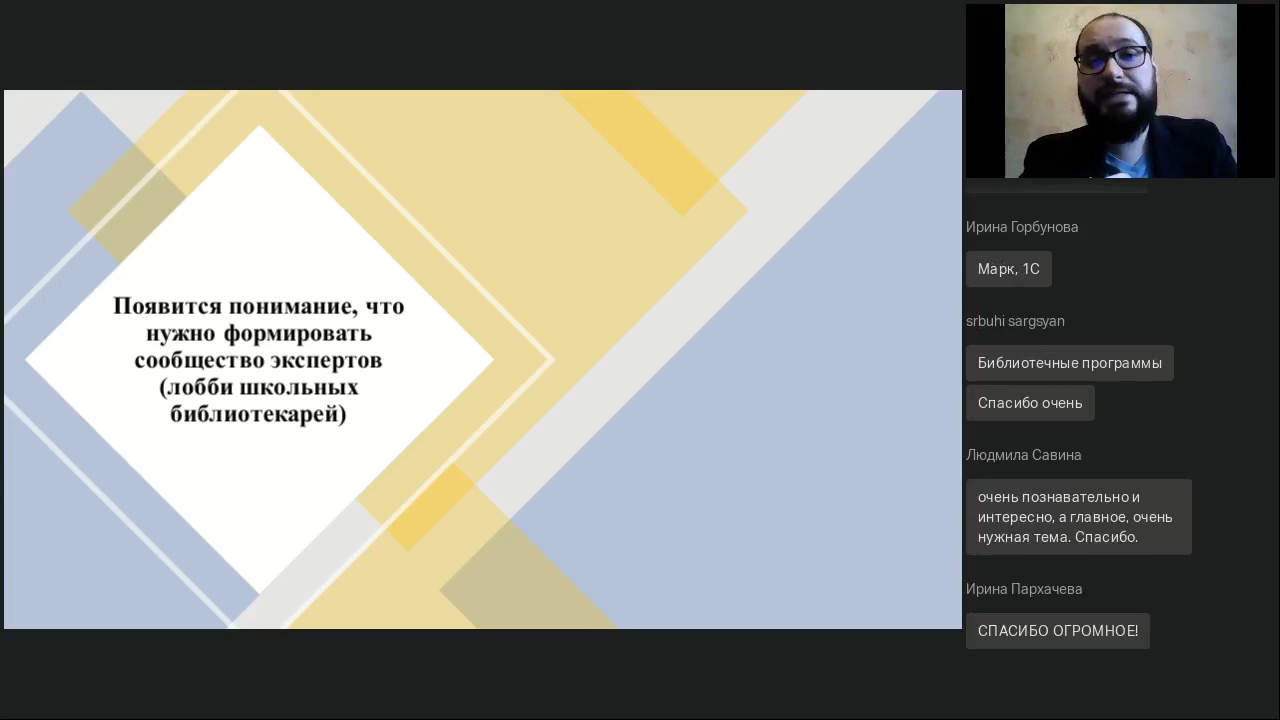 Появится понимание, что
нужно формировать
сообщество экспертов
(лобби школьных
библиотекарей)
Ирина Горбунова
Марк, 1С
srbuhi sargsyan
Библиотечные программы
Спасибо очень
Людмила Савина
очень познавательно и
интересно, а главное, очень
нужная тема. Спасибо.
Ирина Пархачева
СПАСИБО ОГРОМНОЕ!